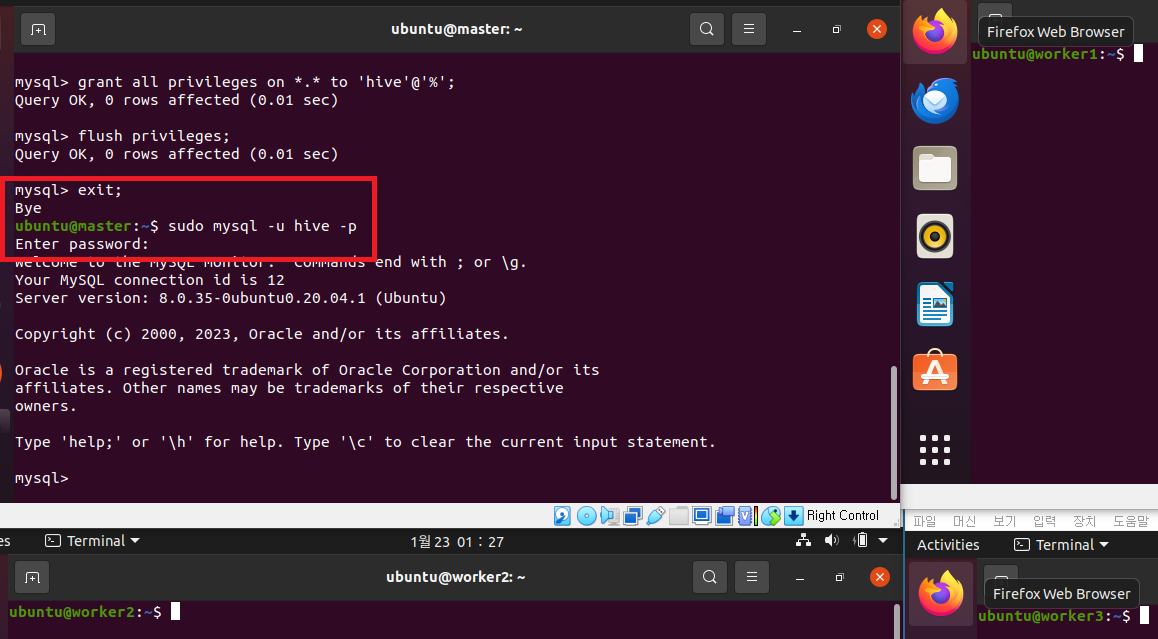 ubuntu@master: ~
mysql> grant all privileges on *.* to 'hive'@'%';
Query OK, 0 rows affected (0.01 sec)
mysql> flush privileges;
Query OK, 0 rows affected (0.01 sec)
mysql> exit;
Bye
ubuntu@master:~$ sudo mysql -u hive -p
Enter password:
Welcome to the MySQL monitor.  Commands end with ; or \g.
Your MySQL connection id is 12
Server version: 8.0.35-0ubuntu0.20.04.1 (Ubuntu)
Copyright (c) 2000, 2023, Oracle and/or its affiliates.
Oracle is a registered trademark of Oracle Corporation and/or its
affiliates. Other names may be trademarks of their respective
owners.
Type 'help;' or '\h' for help. Type '\c' to clear the current input statement.
mysql>
Right Control
Firefox Web Browser
ubuntu@worker1:~$
파일 머신 보기 입력 장치 도움말
es Terminal 1월 23 01 : 27
ubuntu@worker2: ~
ubuntu@worker2:~$
Activities Terminal
Firefox Web Browser
ubuntu@worker3:~$